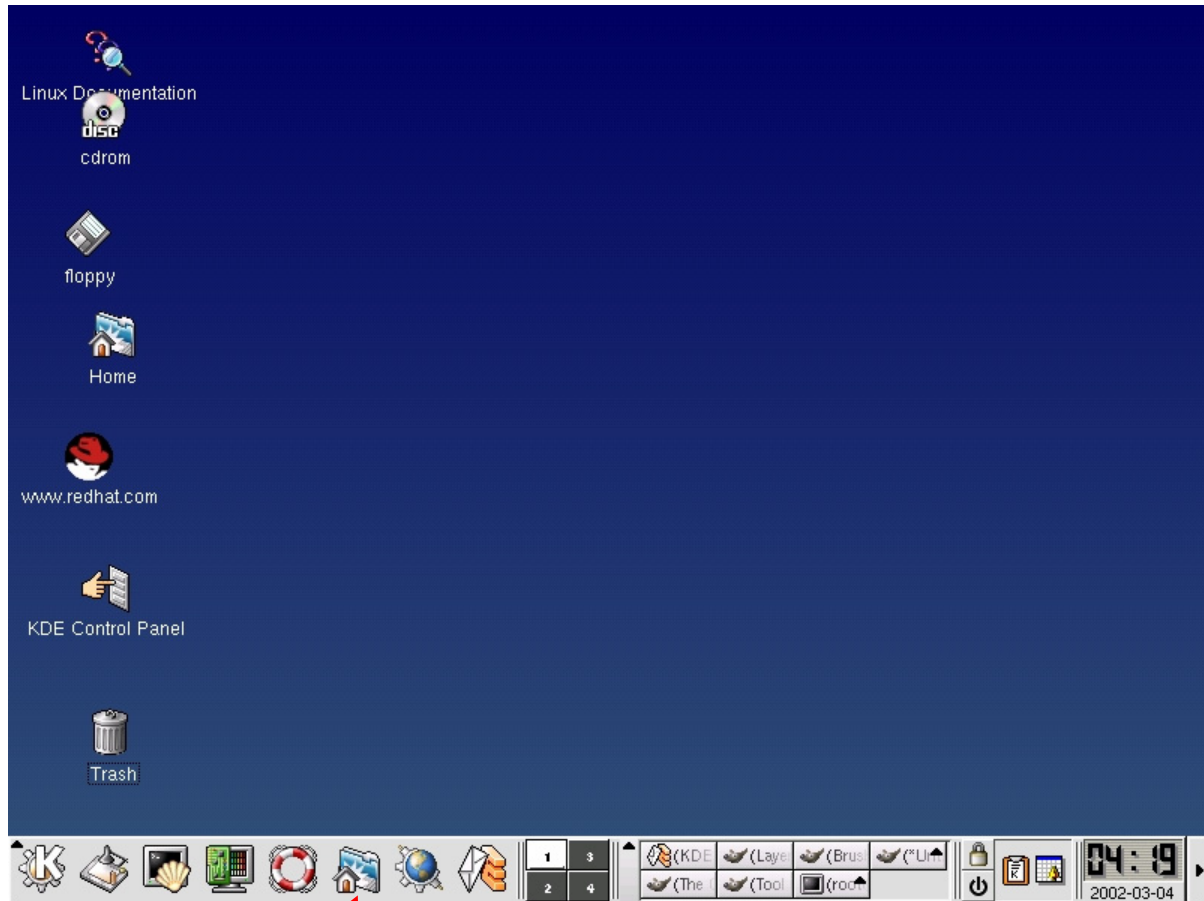 Linux Documentation
disc
cdrom
floppy
Home
www.redhat.com
KDE Control Panel
Trash
K
1 3
2 4
(KDE (Laye (Brus
(The (Tool (root
04:19
2002-03-04